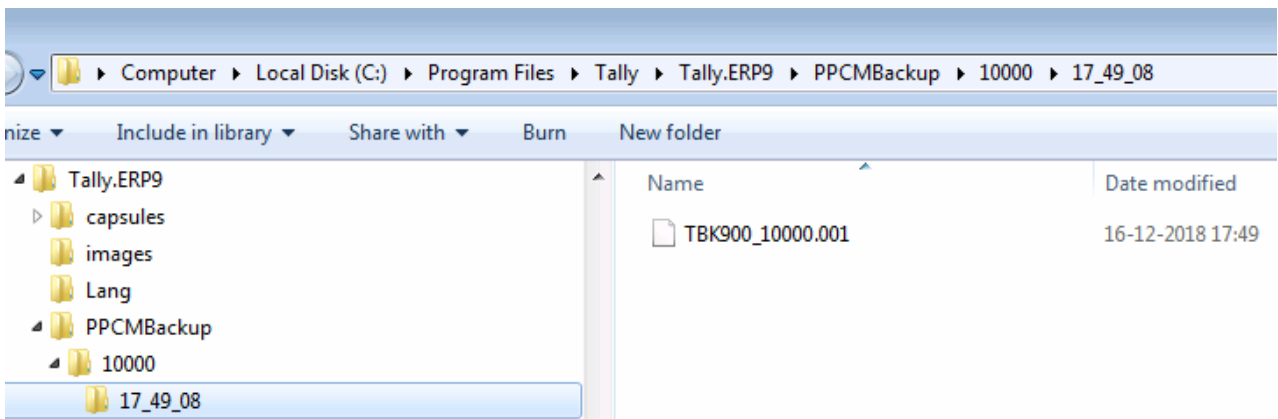 Computer Local Disk (C:) Program Files Tally Tally.ERP9 PPCMBackup 10000 17_49_08
nize Include in library Share with Burn New folder
Tally.ERP9
capsules
images
Lang
PPCMBackup
10000
17_49_08
Name Date modified
TBK900_10000.001 16-12-2018 17:49